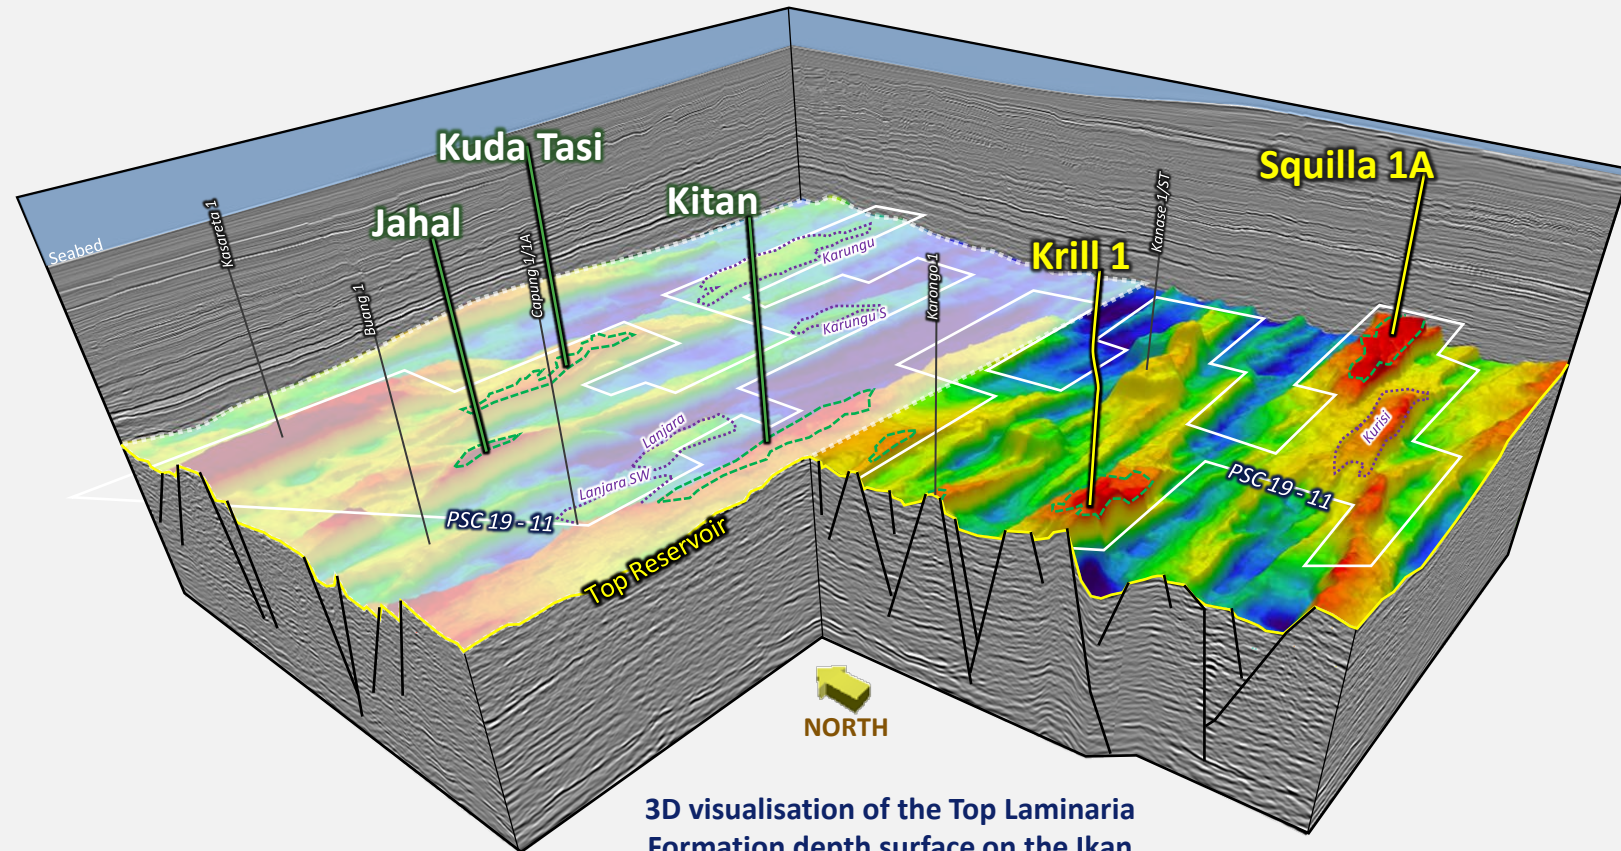 Kuda Tasi
Squilla 1A
Kitan
Jahal
Krill 1
Seabed
Kasareta 1
Buang 1
Capung 1/1A
Karongo 1
Kanase 1/ST
Karungu
Karungu S
Lanjara
Lanjara SW
Kurisi
PSC 19 - 11
PSC 19 - 11
Top Reservoir
NORTH
3D visualisation of the Top Laminaria
Formation depth surface on the Ikan